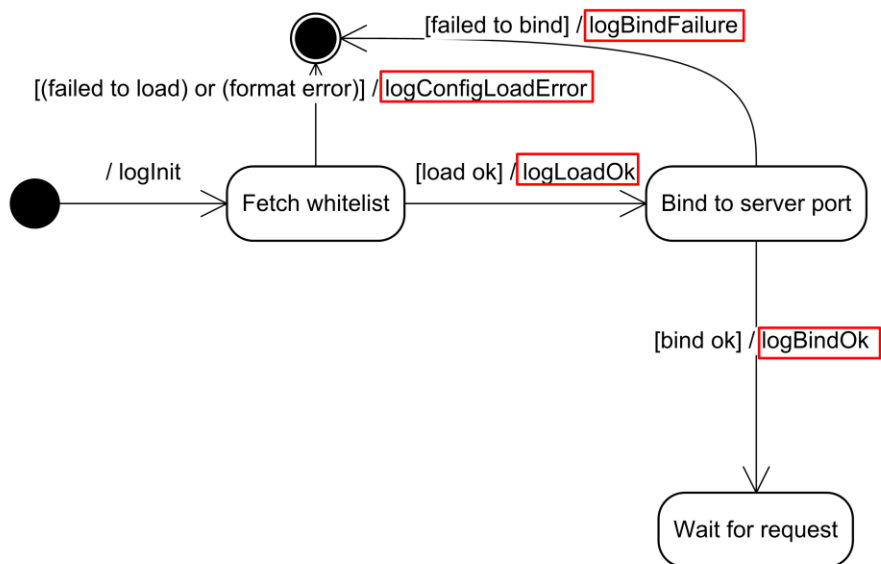 [failed to bind] / logBindFailure
[(failed to load) or (format error)] / logConfigLoadError
/ logInit
[load ok] / logLoadOk
Fetch whitelist
Bind to server port
[bind ok] / logBindOk
Wait for request